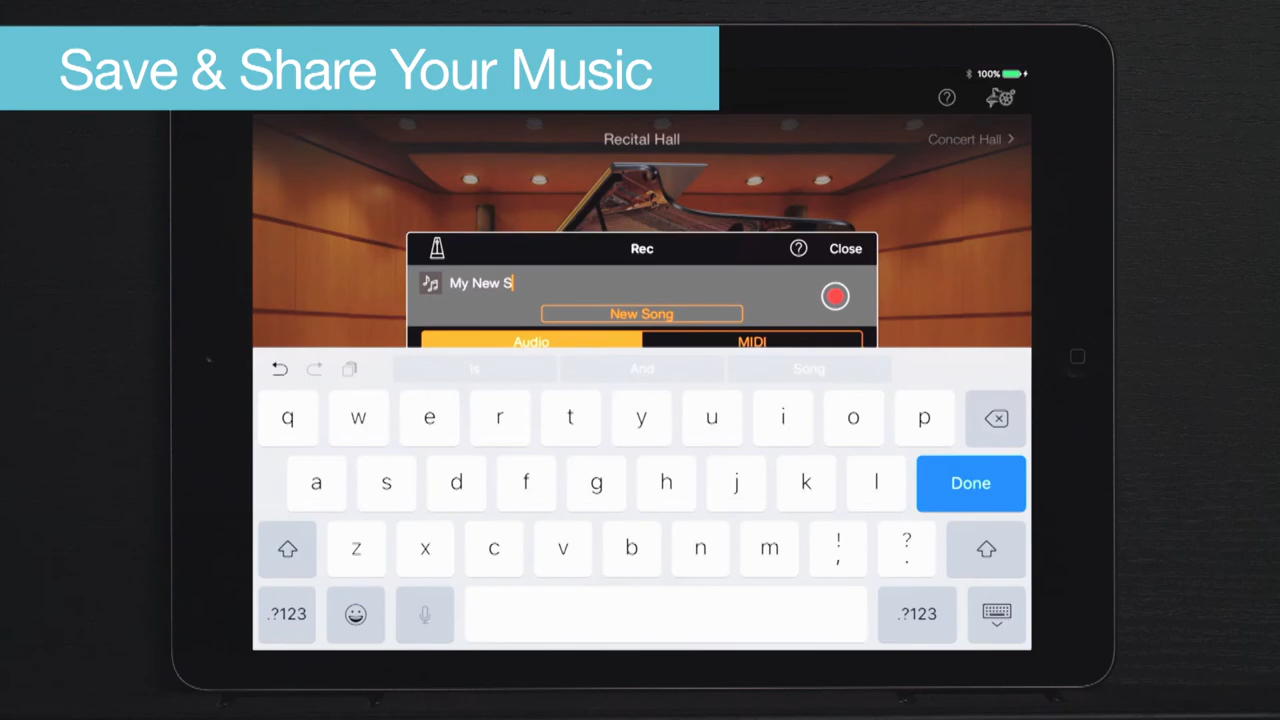 Save & Share Your Music
100%
Recital Hall
Concert Hall >
Rec
? Close
My New S
New Song
Audio MIDI
Is And Song
q w e r t y u i o p
a s d f g h j k l Done
z x c v b n m ! , ? .
.?123 .?123